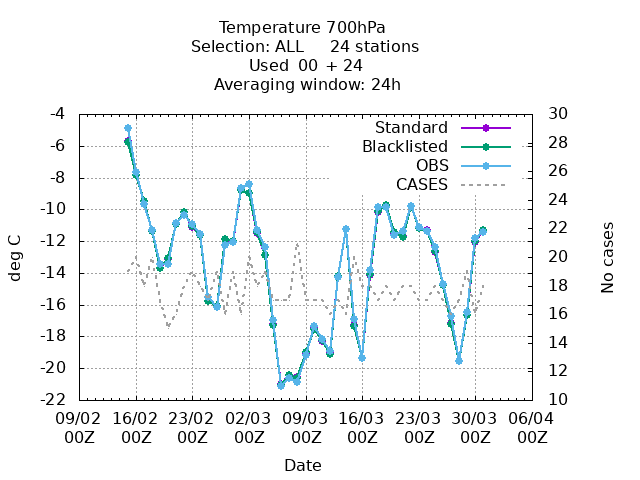 Temperature 700hPa
Selection: ALL 24 stations
Used 00 + 24
Averaging window: 24h
Standard
Blacklisted
OBS
CASES
-4
-6
-8
-10
-12
-14
-16
-18
-20
-22
30
28
26
24
22
20
18
16
14
12
10
deg C
No cases
09/02 16/02 23/02 02/03 09/03 16/03 23/03 30/03 06/04
00Z 00Z 00Z 00Z 00Z 00Z 00Z 00Z 00Z
Date